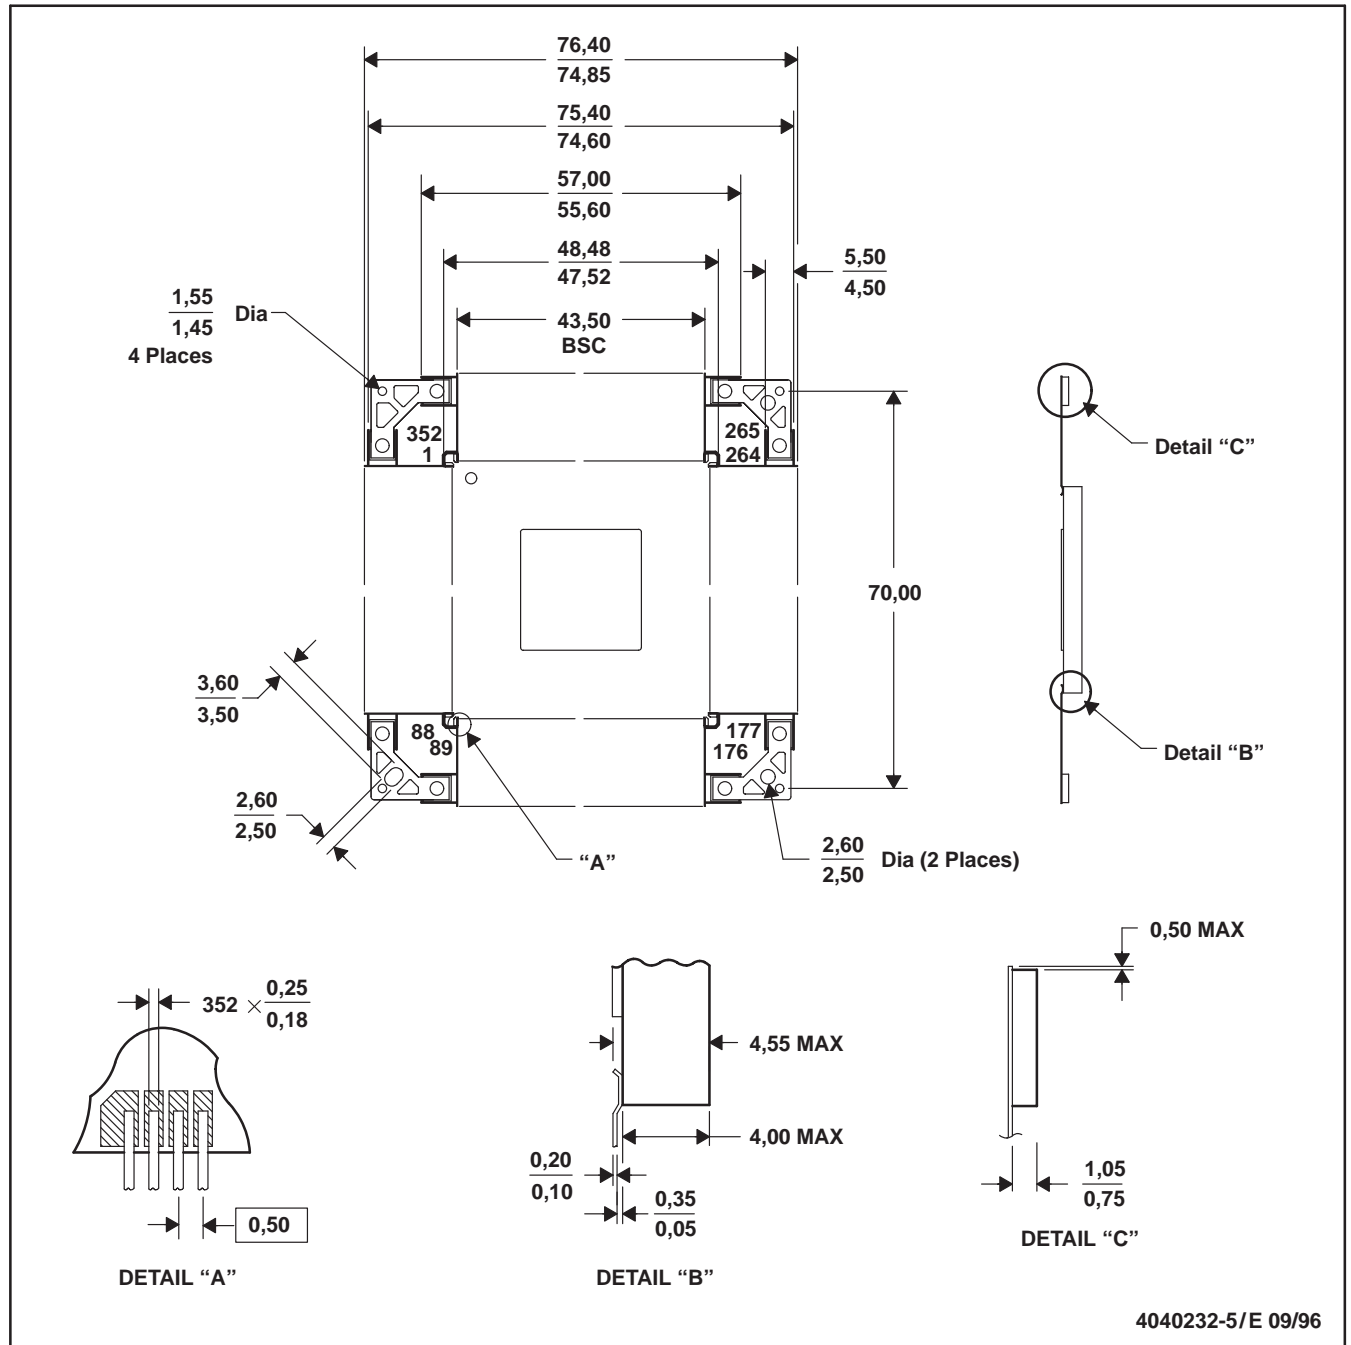 76,40
74,85
75,40
74,60
57,00
55,60
48,48
47,52
5,50
4,50
43,50
BSC
1,55
1,45
Dia
4 Places
352
1
265
264
Detail “C”
70,00
3,60
3,50
88
89
177
176
Detail “B”
2,60
2,50
“A”
2,60
2,50
Dia (2 Places)
0,50 MAX
352 × 0,25
0,18
4,55 MAX
4,00 MAX
0,20
0,10
0,35
0,05
1,05
0,75
0,50
DETAIL “C”
DETAIL “A”
DETAIL “B”
4040232-5/E 09/96